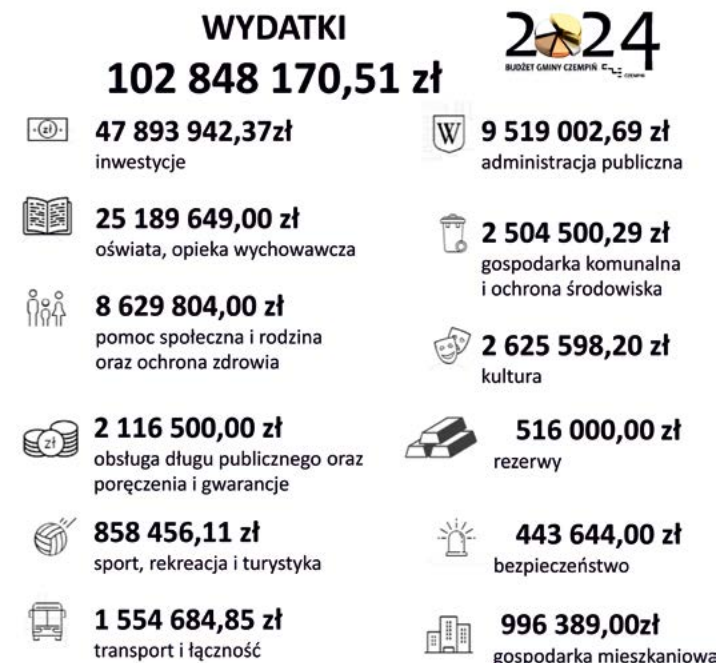 WYDATKI
102 848 170,51 zł
2024
BUDŻET GMINY CZEMPIŃ
CZEMPIŃ
47 893 942,37zł
inwestycje
25 189 649,00 zł
oświata, opieka wychowawcza
8 629 804,00 zł
pomoc społeczna i rodzina
oraz ochrona zdrowia
zł
2 116 500,00 zł
obsługa długu publicznego oraz
poręczenia i gwarancje
858 456,11 zł
sport, rekreacja i turystyka
1 554 684,85 zł
transport i łączność
W
9 519 002,69 zł
administracja publiczna
2 504 500,29 zł
gospodarka komunalna
i ochrona środowiska
2 625 598,20 zł
kultura
516 000,00 zł
rezerwy
443 644,00 zł
bezpieczeństwo
996 389,00zł
gospodarka mieszkaniowa